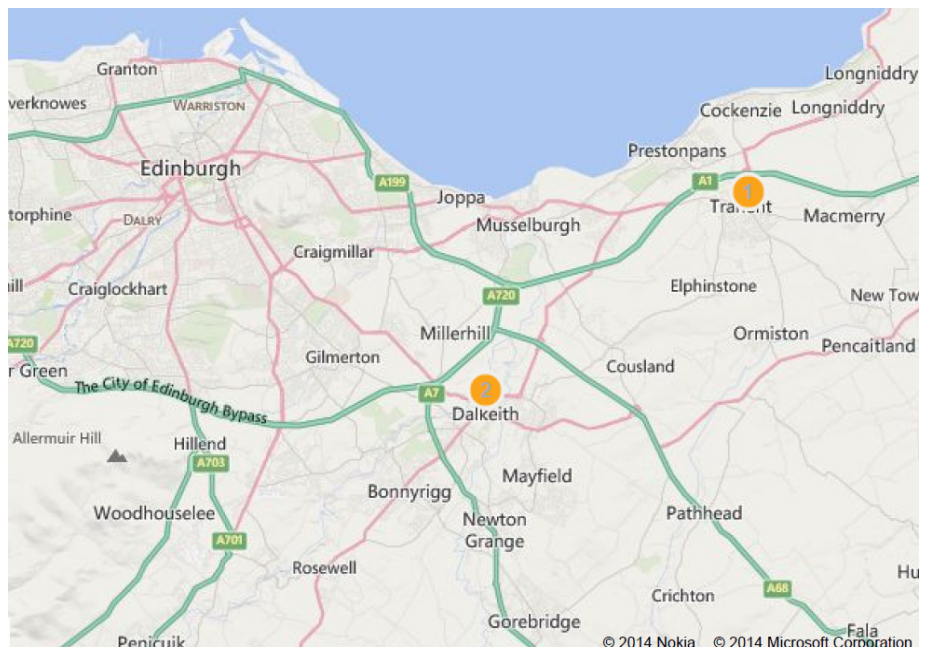 Granton
Longniddry
verknowes
WARRISTON
Cockenzie
Longniddry
Prestonpans
Edinburgh
A199
A1
1
Joppa
Tranent
torphine
DALRY
Macmerry
Musselburgh
Craigmillar
ill
Craiglockhart
Elphinstone
A720
New Tow
Millerhill
Ormiston
A720
Pencaitland
r Green
Gilmerton
Cousland
The City of Edinburgh Bypass
A7
2
Dalkeith
Allermuir Hill
Hillend
A703
Mayfield
Bonnyrigg
Woodhouselee
Pathhead
Newton
Grange
A701
Rosewell
Hu
A68
Crichton
Gorebridge
Fala
Penicuik
© 2014 Nokia © 2014 Microsoft Corporation